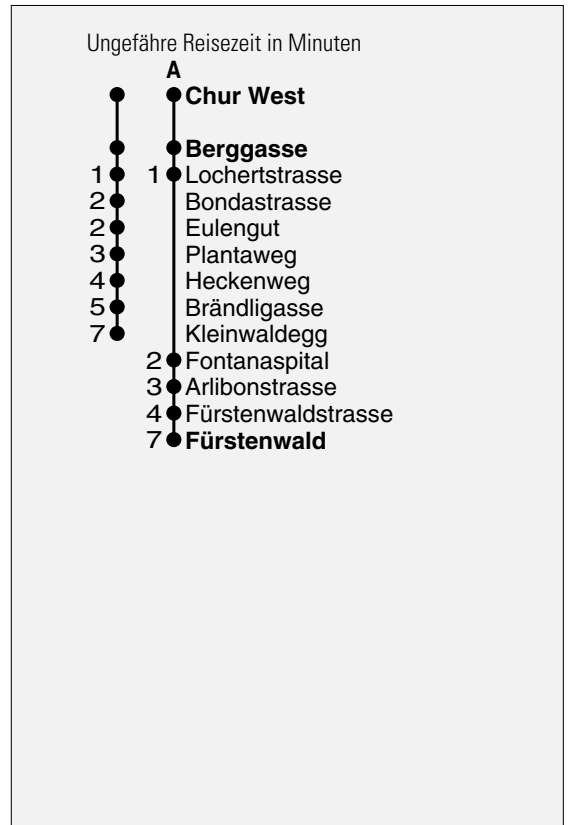 Ungefähre Reisezeit in Minuten
A
Chur West
Berggasse
1 1 Lochertstrasse
2 Bondastrasse
2 Eulengut
3 Plantaweg
4 Heckenweg
5 Brändligasse
7 Kleinwaldegg
2 Fontanaspital
3 Arlibonstrasse
4 Fürstenwaldstrasse
7 Fürstenwald